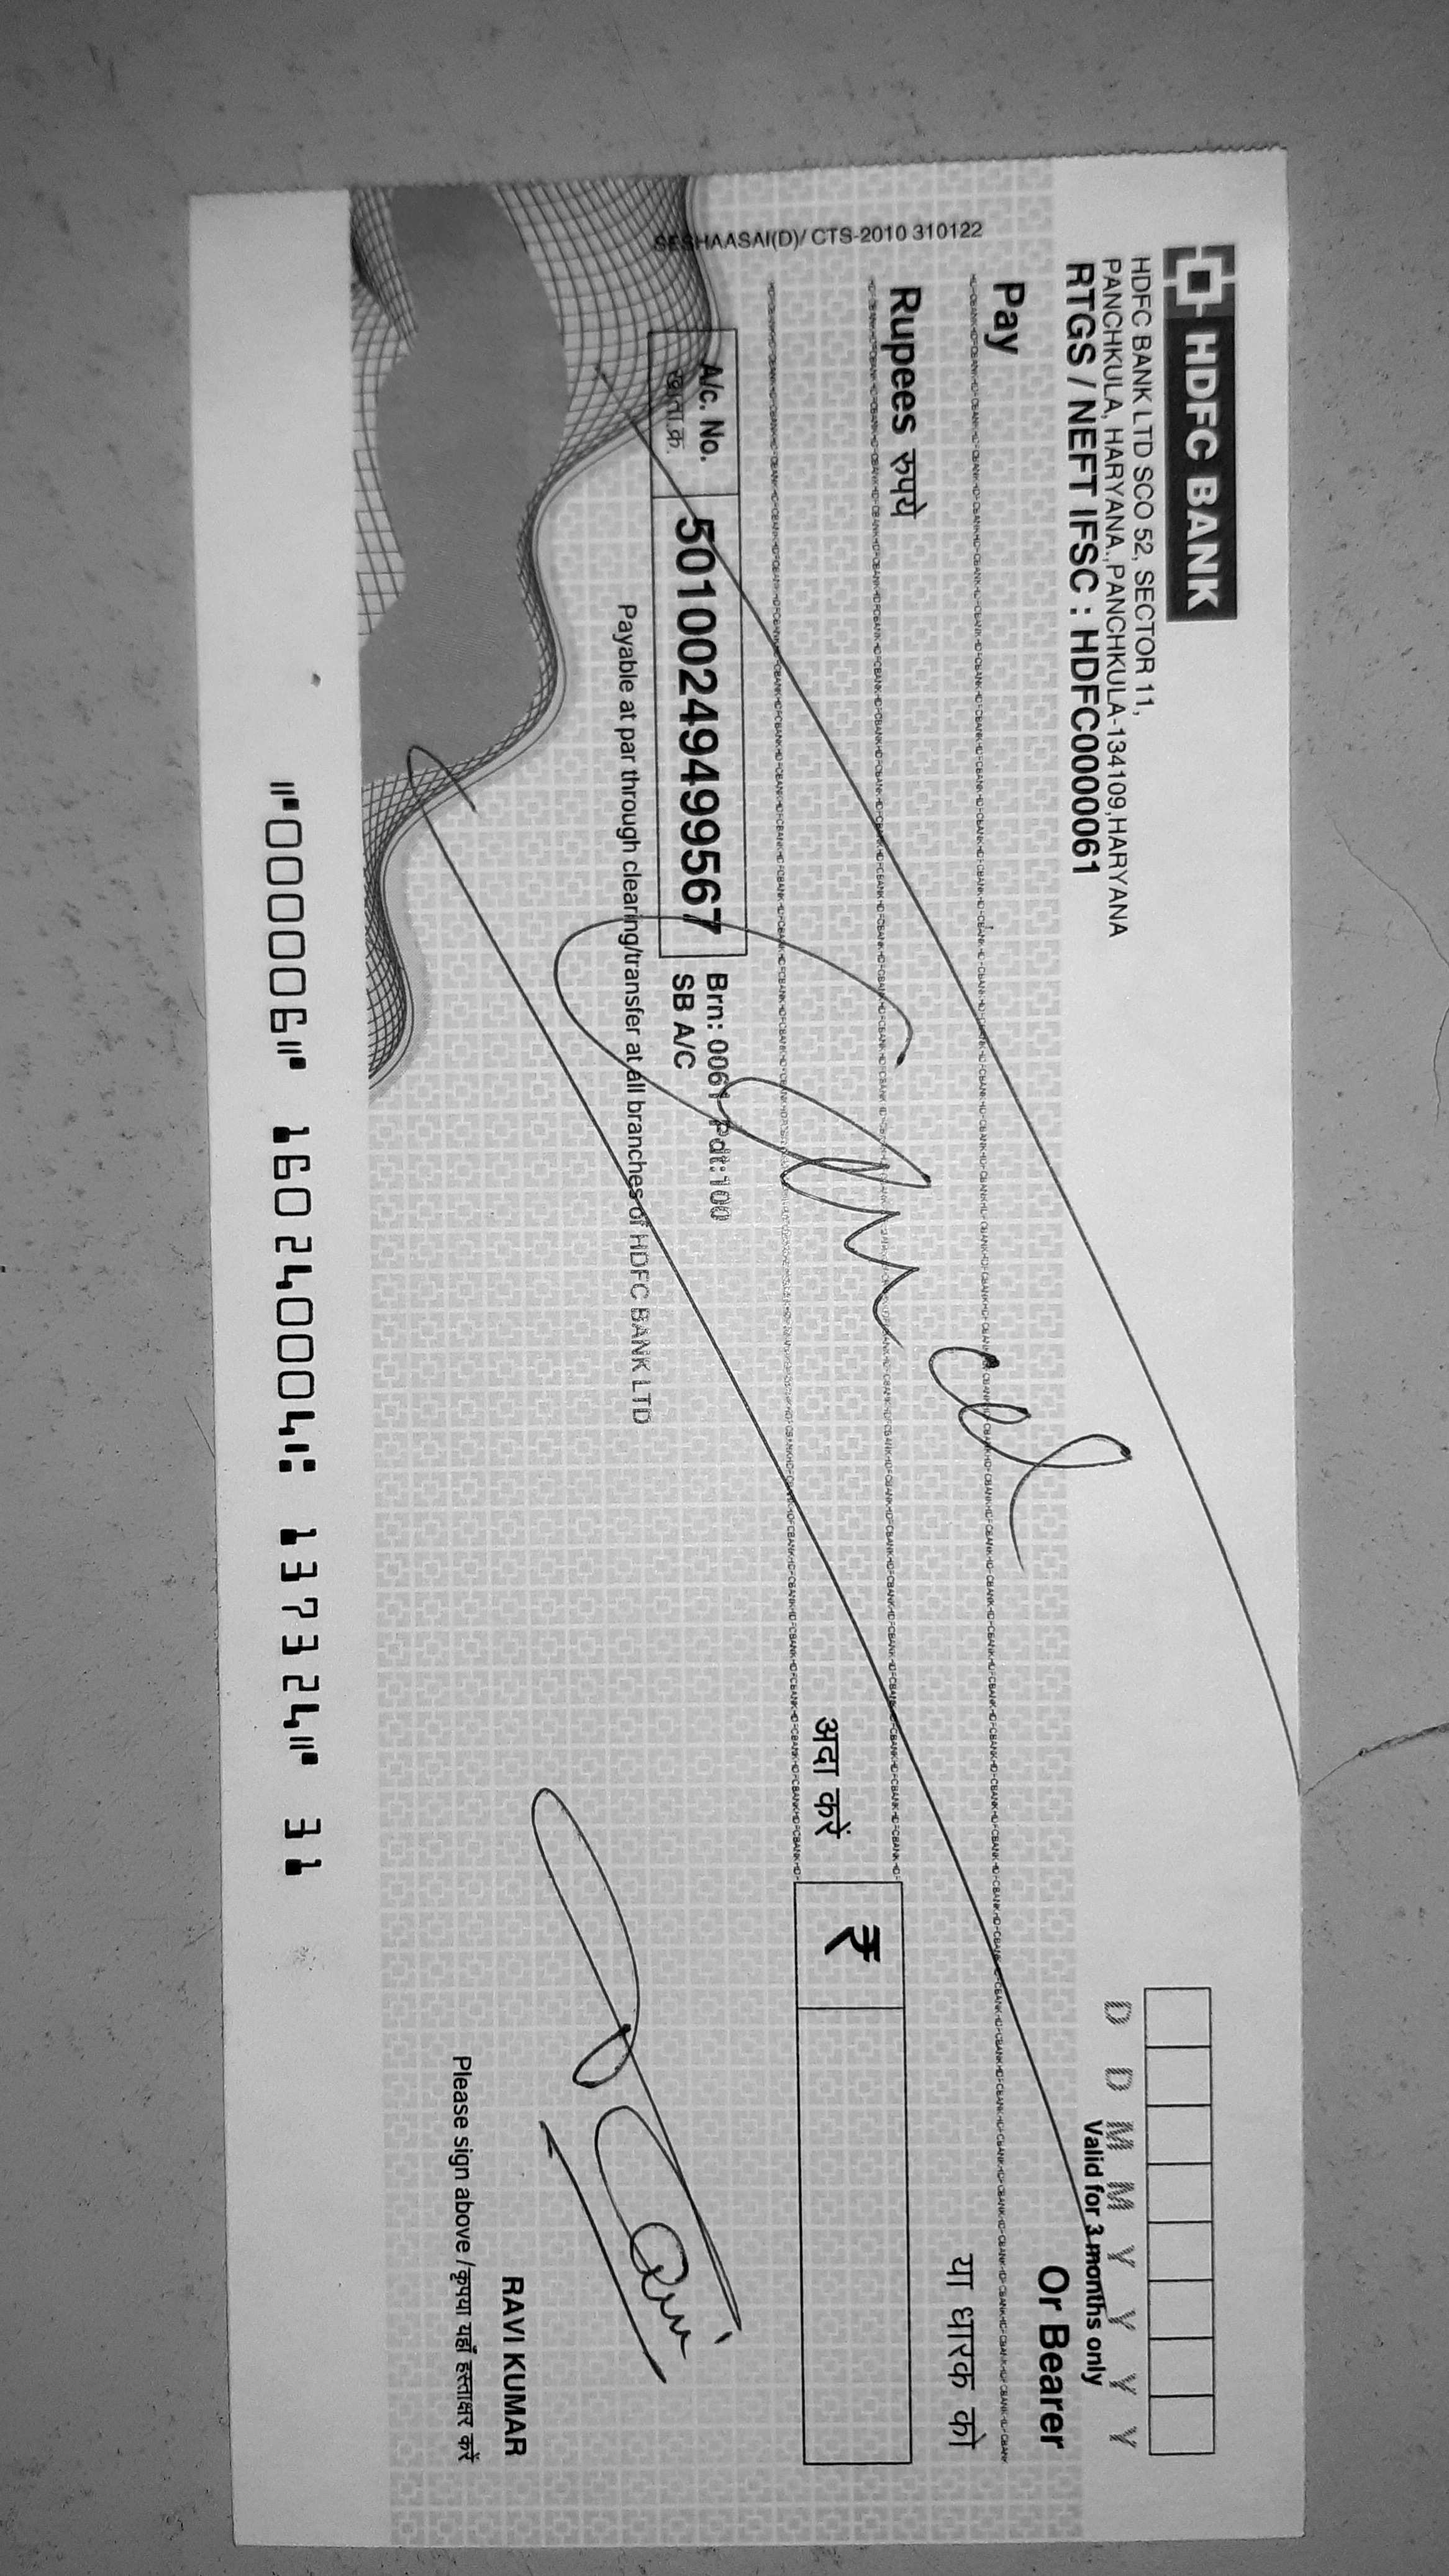 HDFC BANK
HDFC BANK LTD SCO 52, SECTOR 11,
PANCHKULA, HARYANA.,PANCHKULA-134109,HARYANA
RTGS / NEFT IFSC : HDFC0000061
D D M M Y Y Y Y
Valid for 3 months only
Pay
Or Bearer
या धारक को
Rupees रुपये
अदा करें
₹
A/c. No.
खाता.क्र.
50100249499567
Brn: 0061 Pdt:100
SB A/C
Payable at par through clearing/transfer at all branches of HDFC BANK LTD
Cancel
Ravi
RAVI KUMAR
Please sign above /कृपया यहाँ हस्ताक्षर करें
SESHAASAI(D)/ CTS-2010 310122
⑈000006⑈ 160240004⑆ 137324⑈ 31